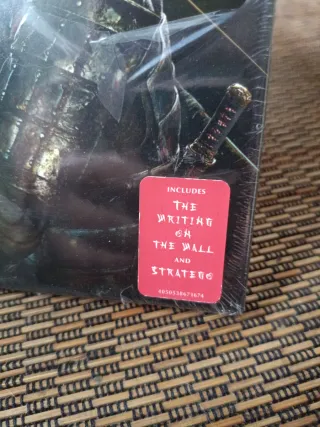 INCLUDES
THE
WRITING
ON
THE WALL
AND
STRATEGO